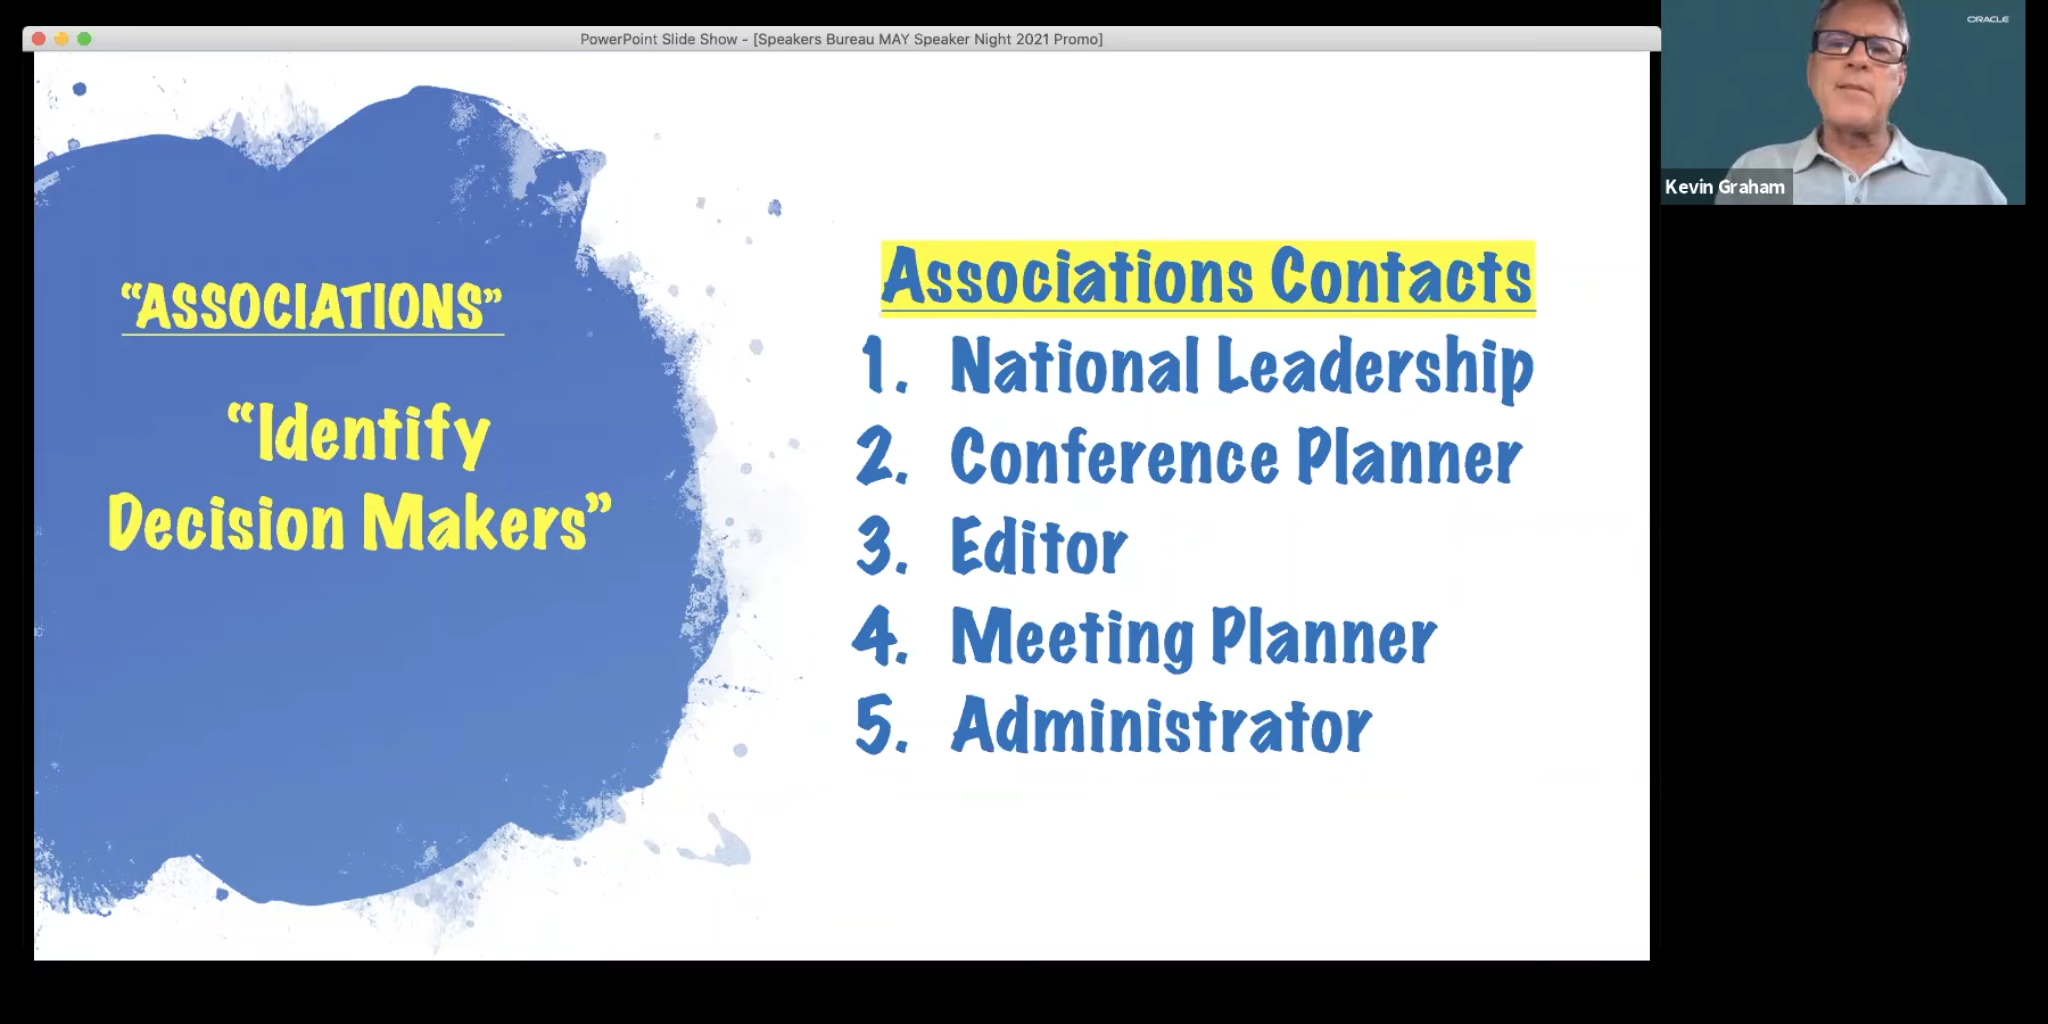 PowerPoint Slide Show - [Speakers Bureau MAY Speaker Night 2021 Promo]
ORACLE
Kevin Graham
“ASSOCIATIONS”
“Identify
Decision Makers”
Associations Contacts
1. National Leadership
2. Conference Planner
3. Editor
4. Meeting Planner
5. Administrator